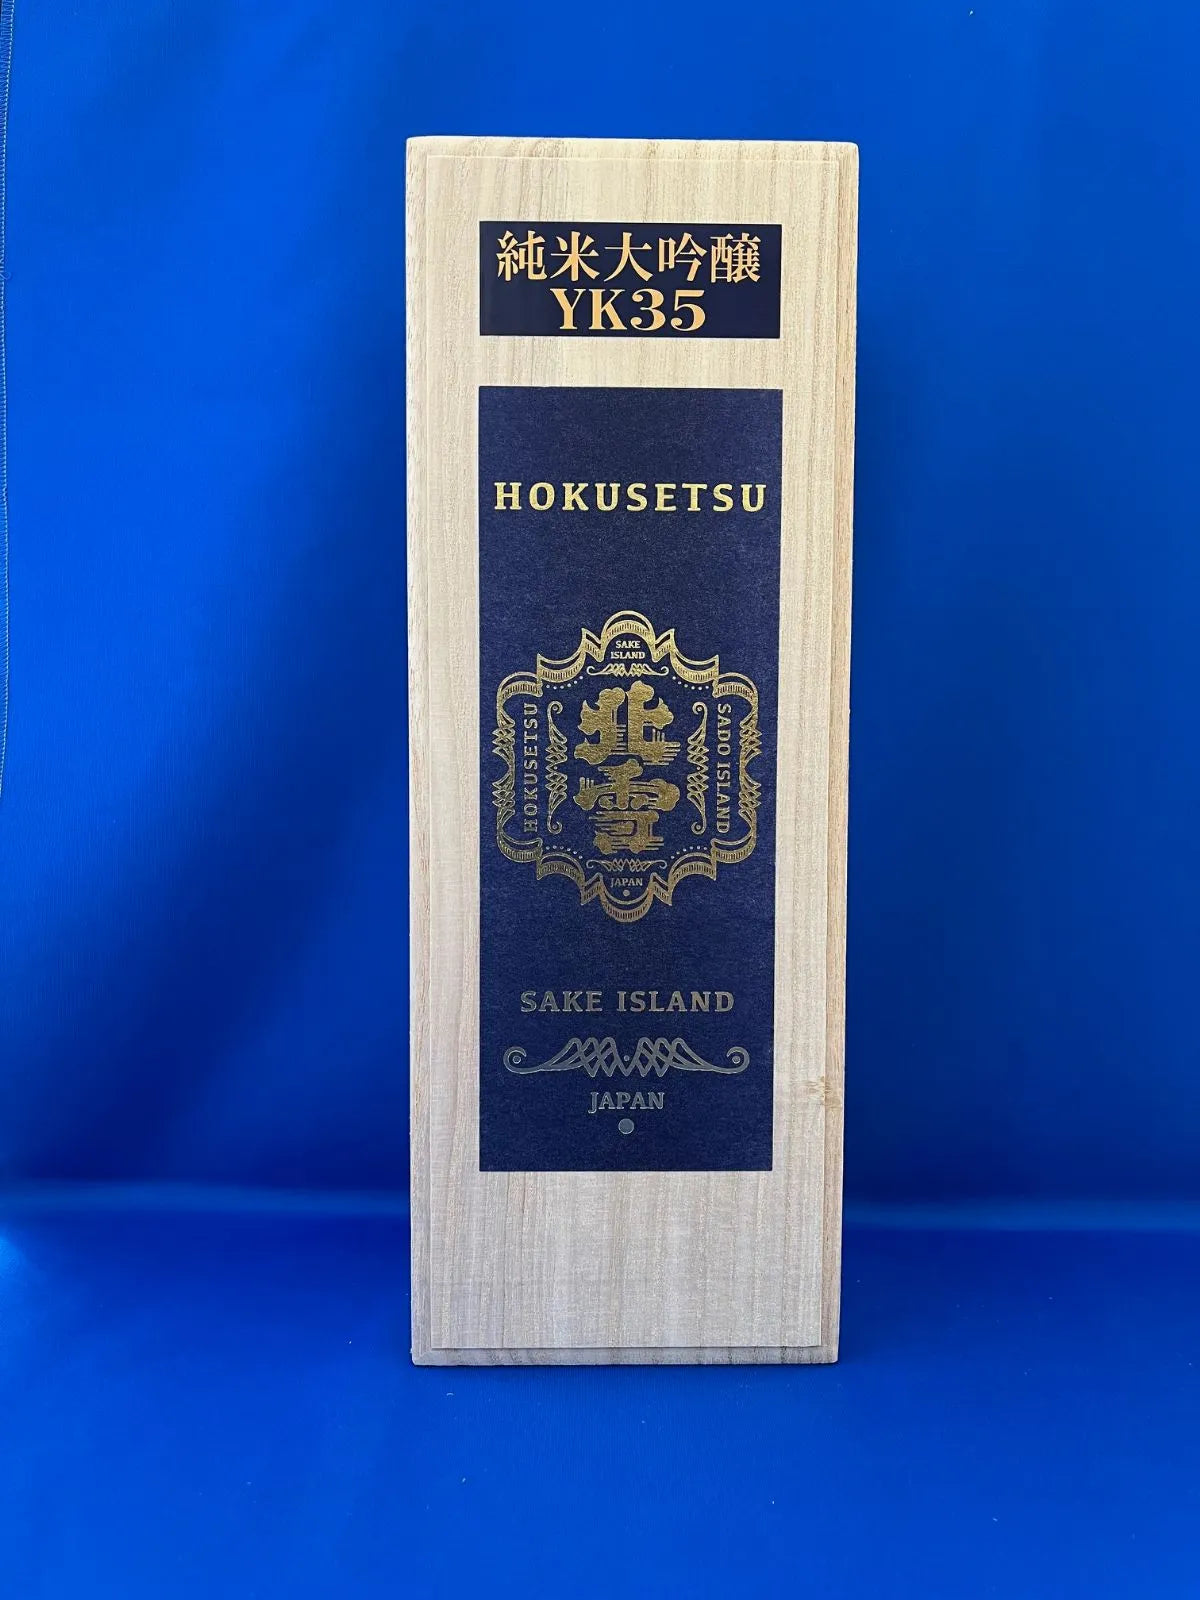 純米大吟醸
YK35
HOKUSETSU
SAKE
ISLAND
HOKUSETSU
北雪
SADO ISLAND
JAPAN
SAKE ISLAND
JAPAN